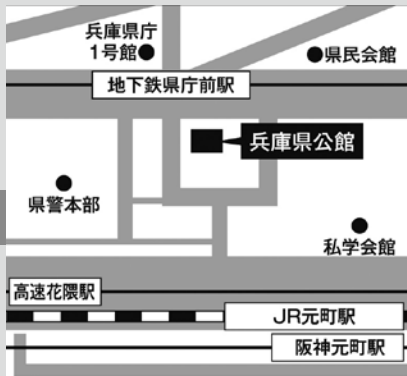 兵庫県庁
1号館
県民会館
地下鉄県庁前駅
兵庫県公館
県警本部
私学会館
高速花隈駅
JR元町駅
阪神元町駅